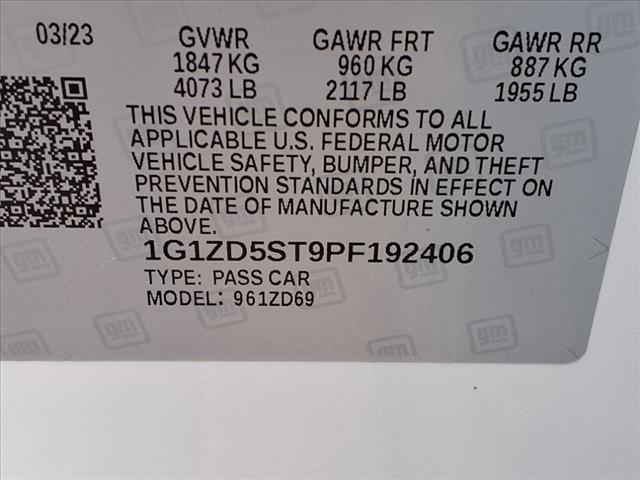 03/23 GVWR GAWR FRT GAWR RR
1847 KG 960 KG 887 KG
4073 LB 2117 LB 1955 LB
THIS VEHICLE CONFORMS TO ALL
APPLICABLE U.S. FEDERAL MOTOR
VEHICLE SAFETY, BUMPER, AND THEFT
PREVENTION STANDARDS IN EFFECT ON
THE DATE OF MANUFACTURE SHOWN
ABOVE.
1G1ZD5ST9PF192406
TYPE: PASS CAR
MODEL: 961ZD69